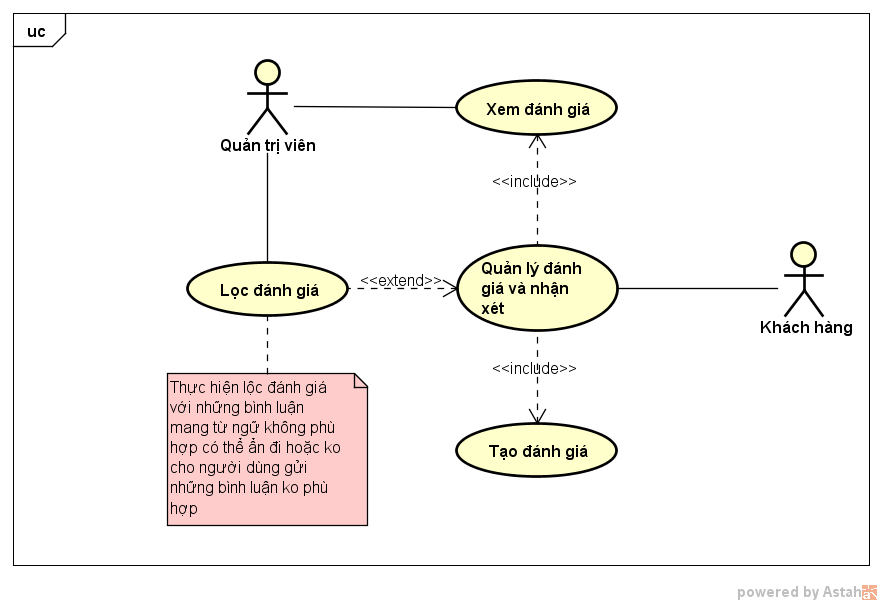 uc
Quản trị viên
Xem đánh giá
<<include>>
Lọc đánh giá
<<extend>>
Quản lý đánh
giá và nhận
xét
Khách hàng
<<include>>
Tạo đánh giá
Thực hiện lộc đánh giá
với những bình luận
mang từ ngữ không phù
hợp có thể ẩn đi hoặc ko
cho người dùng gửi
những bình luận ko phù
hợp
powered by Astah